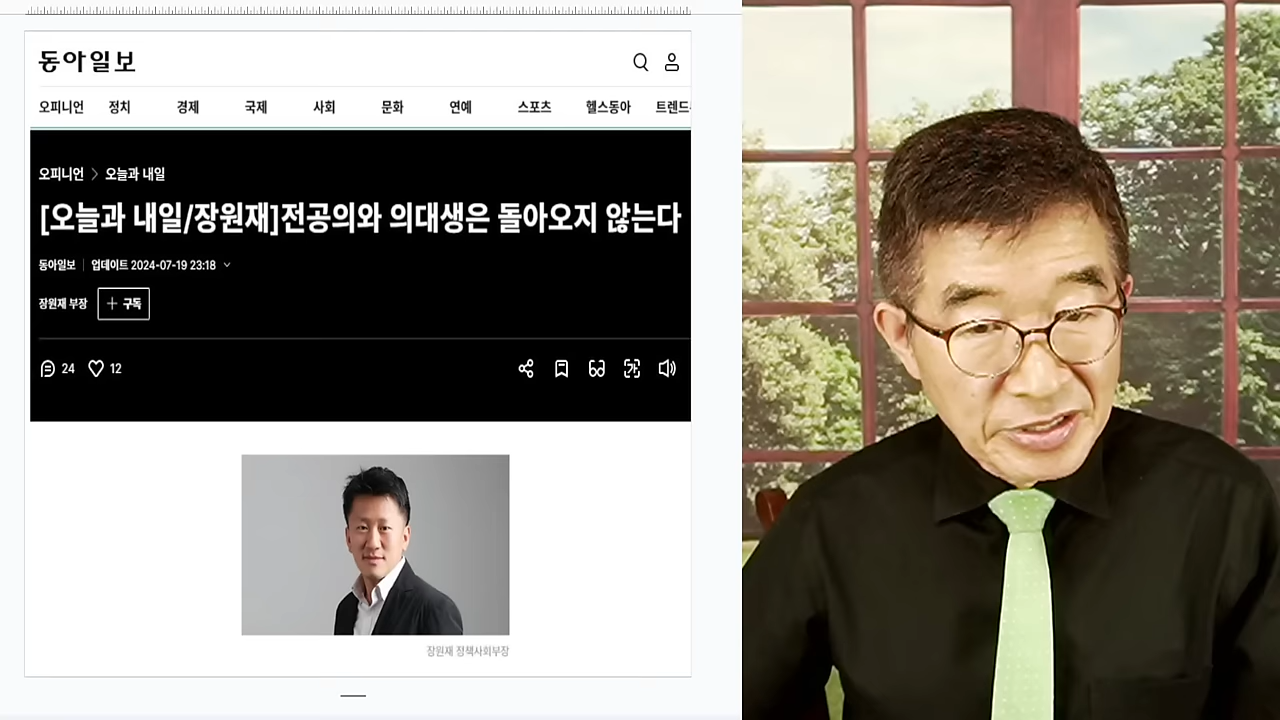 동아일보
오피니언 정치 경제 국제 사회 문화 연예 스포츠 헬스동아 트렌드
오피니언 > 오늘과 내일
[오늘과 내일/장원재]전공의와 의대생은 돌아오지 않는다
동아일보 업데이트 2024-07-19 23:18
장원재 부장 + 구독
24 12
가
장원재 정책사회부장